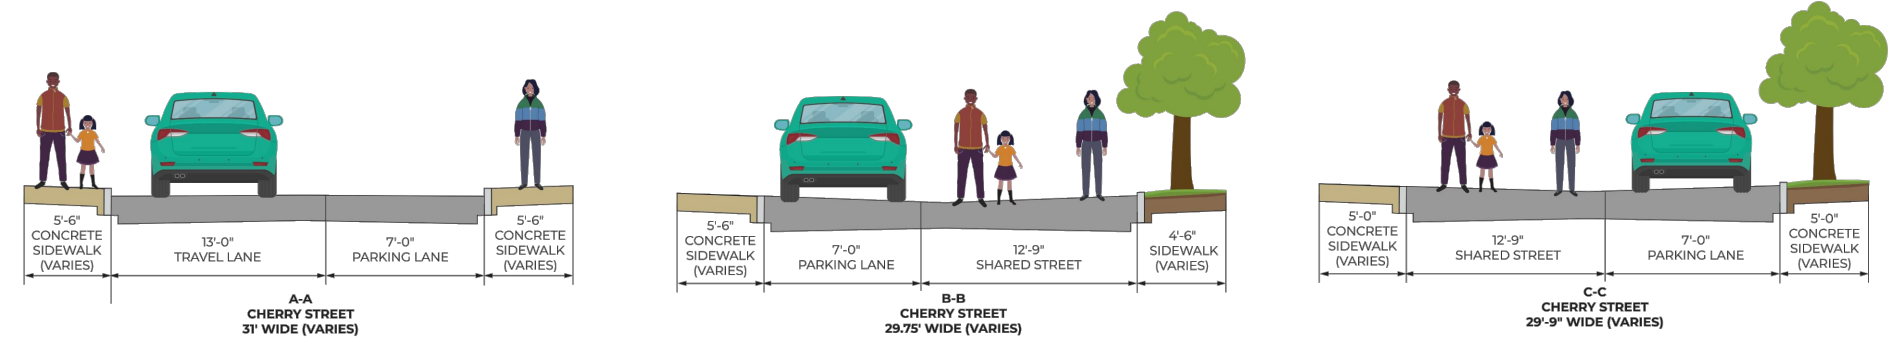 5'-6"
CONCRETE
SIDEWALK
(VARIES)
13'-0"
TRAVEL LANE
7'-0"
PARKING LANE
5'-6"
CONCRETE
SIDEWALK
(VARIES)
A-A
CHERRY STREET
31' WIDE (VARIES)
5'-6"
CONCRETE
SIDEWALK
(VARIES)
7'-0"
PARKING LANE
12'-9"
SHARED STREET
4'-6"
SIDEWALK
(VARIES)
B-B
CHERRY STREET
29.75' WIDE (VARIES)
5'-0"
CONCRETE
SIDEWALK
(VARIES)
12'-9"
SHARED STREET
7'-0"
PARKING LANE
5'-0"
CONCRETE
SIDEWALK
(VARIES)
C-C
CHERRY STREET
29'-9" WIDE (VARIES)